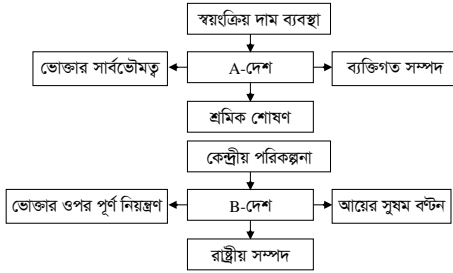 স্বয়ংক্রিয় দাম ব্যবস্থা
ভোক্তার সার্বভৌমত্ব A-দেশ ব্যক্তিগত সম্পদ
শ্রমিক শোষণ
কেন্দ্রীয় পরিকল্পনা
ভোক্তার ওপর পূর্ণ নিয়ন্ত্রণ B-দেশ আয়ের সুষম বণ্টন
রাষ্ট্রীয় সম্পদ